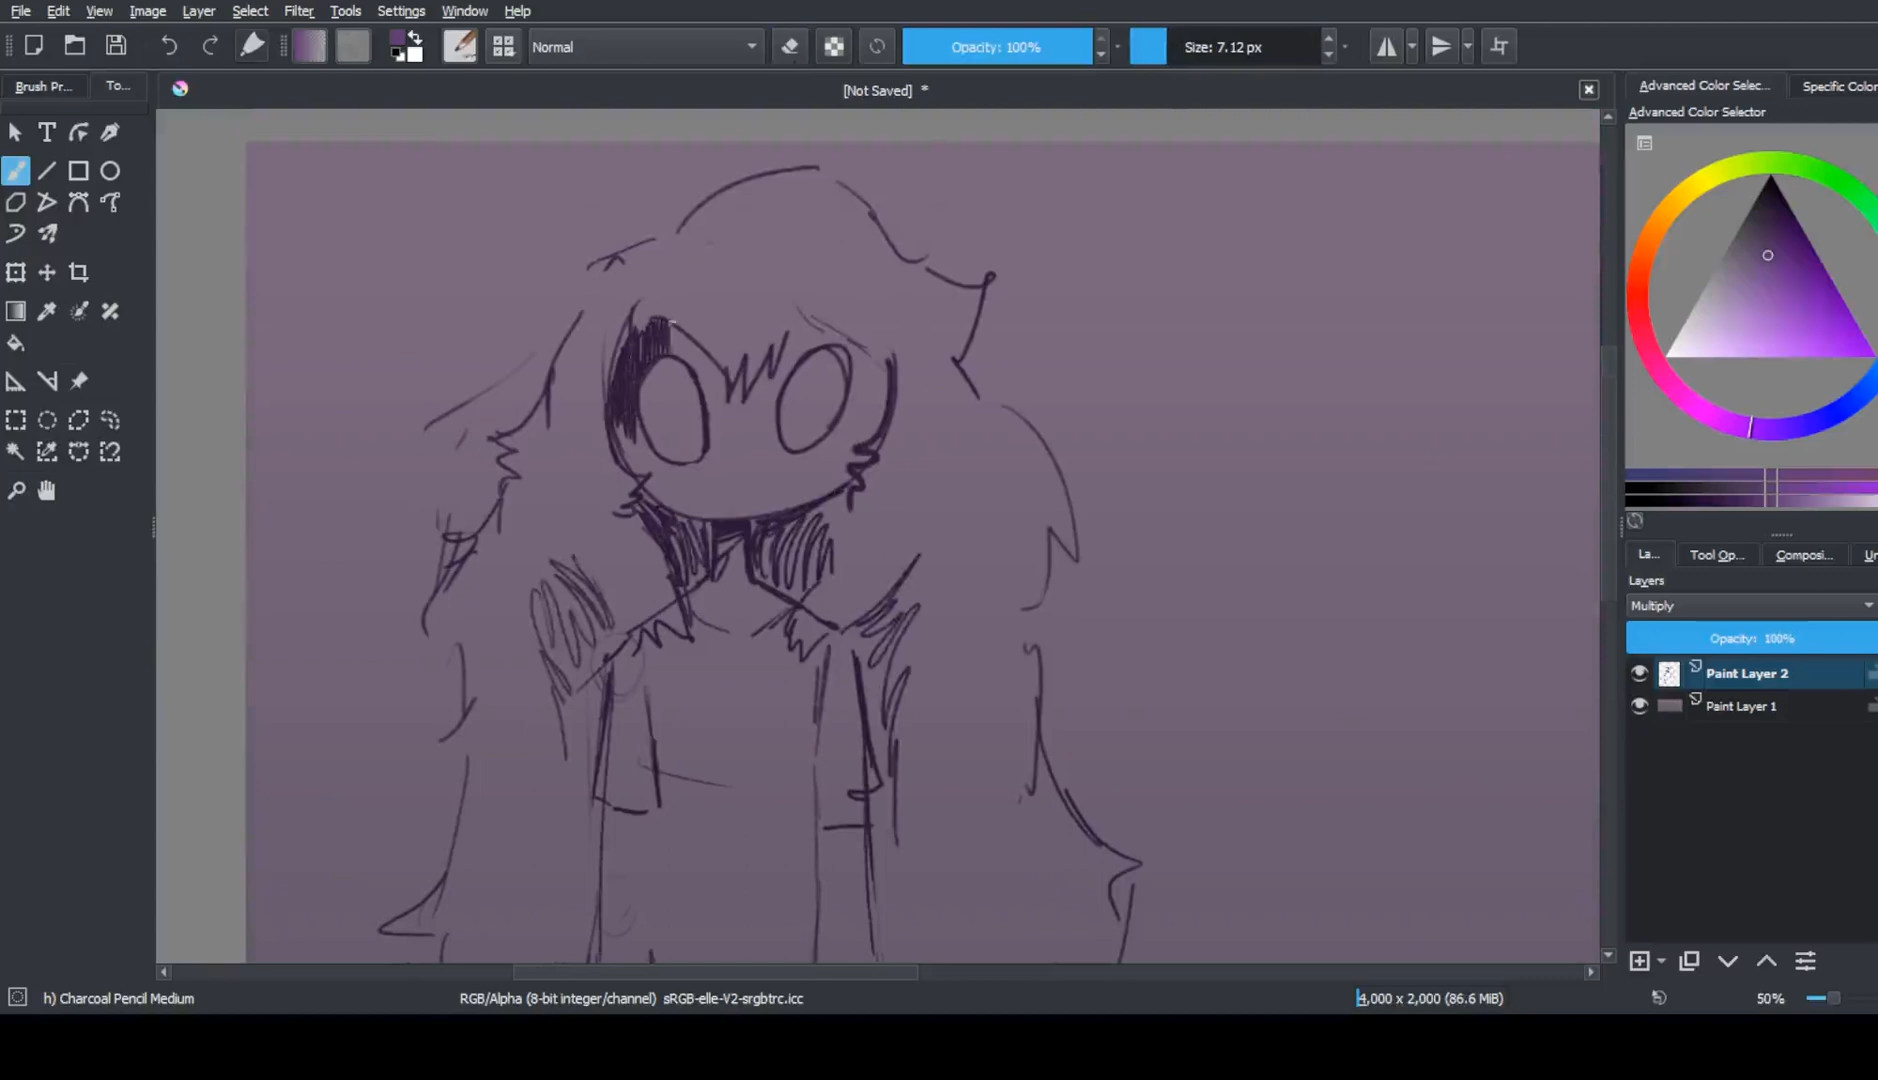 File Edit View Image Layer Select Filter Tools Settings Window Help
Normal
Opacity: 100%
Size: 7.12 px
Brush Pr...
To...
[Not Saved] *
Advanced Color Selec...
Specific Color
Advanced Color Selector
La...
Tool Op...
Composi...
Layers
Multiply
Opacity: 100%
Paint Layer 2
Paint Layer 1
h) Charcoal Pencil Medium
RGB/Alpha (8-bit integer/channel) sRGB-elle-V2-srgbtrc.icc
4,000 x 2,000 (86.6 MiB)
50%